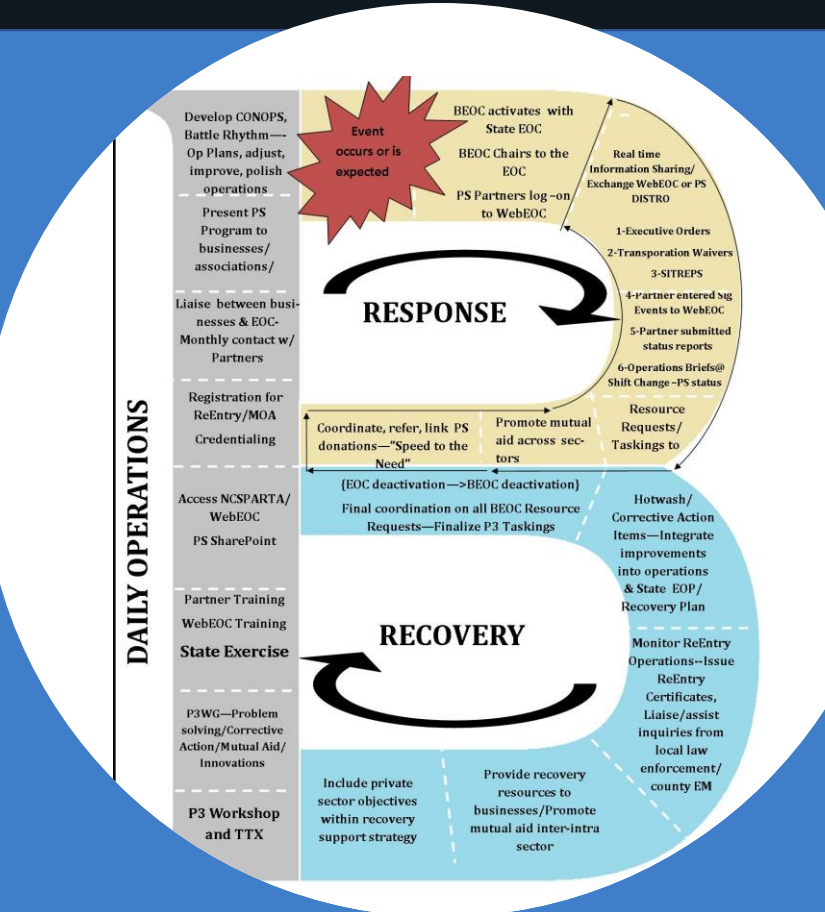 DAILY OPERATIONS
Develop CONOPS,
Battle Rhythm—-
Op Plans, adjust,
improve, polish
operations
Present PS
Program to
businesses/
associations/
Liaise between busi-
nesses & EOC-
Monthly contact w/
Partners
Registration for
ReEntry/MOA
Credentialing
Access NCSPARTA/
WebEOC
PS SharePoint
Partner Training
WebEOC Training
State Exercise
P3WG—Problem
solving/Corrective
Action/Mutual Aid/
Innovations
P3 Workshop
and TTX
Event
occurs or is
expected
BEOC activates with
State EOC
BEOC Chairs to the
EOC
PS Partners log –on
to WebEOC
Real time
Information Sharing/
Exchange WebEOC or PS
DISTRO
1-Executive Orders
2-Transporation Waivers
3-SITREPS
4-Partner entered Sig
Events to WebEOC
5-Partner submitted
status reports
6-Operations Briefs@
Shift Change –PS status
Resource
Requests/
Taskings to
RESPONSE
Promote mutual
aid across sec-
tors
Coordinate, refer, link PS
donations—"Speed to the
Need"
{EOC deactivation—>BEOC deactivation}
Final coordination on all BEOC Resource
Requests—Finalize P3 Taskings
Hotwash/
Corrective Action
Items—Integrate
improvements
into operations
& State EOP/
Recovery Plan
RECOVERY
Monitor ReEntry
Operations--Issue
ReEntry
Certificates,
Liaise/assist
inquiries from
local law
enforcement/
county EM
Provide recovery
resources to
businesses/Promote
mutual aid inter-intra
sector
Include private
sector objectives
within recovery
support strategy